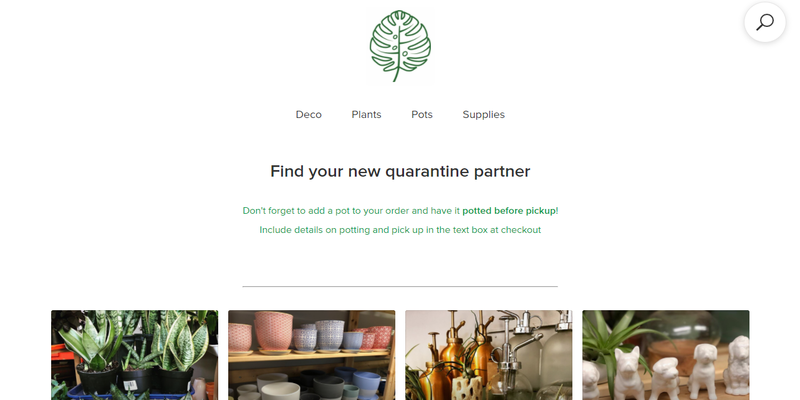 Deco Plants Pots Supplies
Find your new quarantine partner
Don't forget to add a pot to your order and have it potted before pickup!
Include details on potting and pick up in the text box at checkout